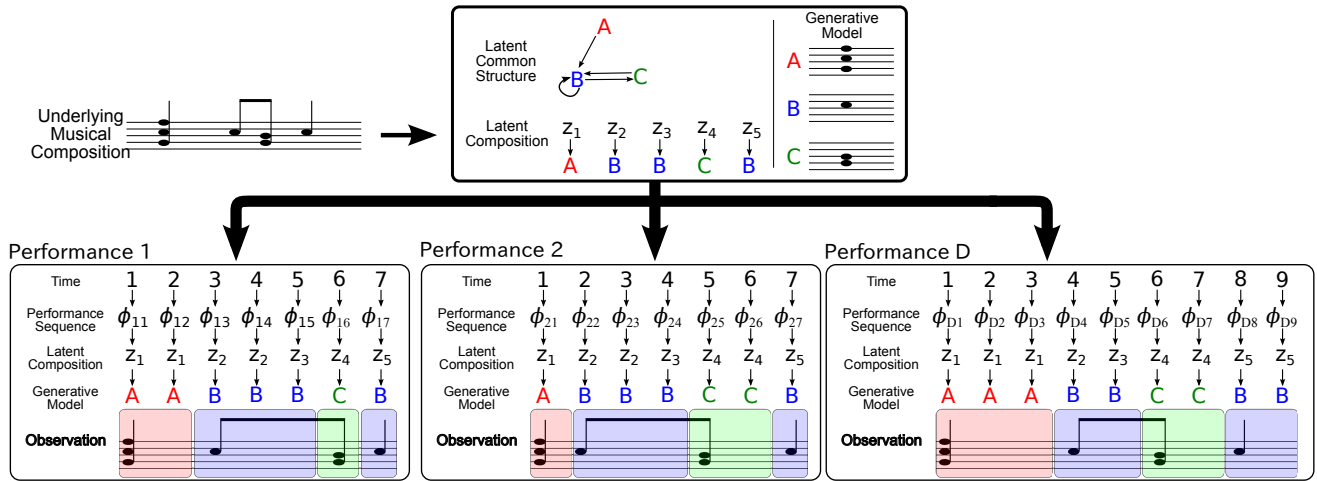 Underlying
Musical
Composition
Latent
Common
Structure
A
B
C
Latent
Composition
z1 z2 z3 z4 z5
A B B C B
Generative
Model
A
B
C
Performance 1
Time 1 2 3 4 5 6 7
Performance
Sequence
ϕ11 ϕ12 ϕ13 ϕ14 ϕ15 ϕ16 ϕ17
Latent
Composition
z1 z1 z2 z2 z3 z4 z5
Generative
Model
A A B B B C B
Observation
Performance 2
Time 1 2 3 4 5 6 7
Performance
Sequence
ϕ21 ϕ22 ϕ23 ϕ24 ϕ25 ϕ26 ϕ27
Latent
Composition
z1 z2 z2 z3 z4 z4 z5
Generative
Model
A B B B C C B
Observation
Performance D
Time 1 2 3 4 5 6 7 8 9
Performance
Sequence
ϕD1 ϕD2 ϕD3 ϕD4 ϕD5 ϕD6 ϕD7 ϕD8 ϕD9
Latent
Composition
z1 z1 z1 z2 z3 z4 z4 z5 z5
Generative
Model
A A A B B C C B B
Observation